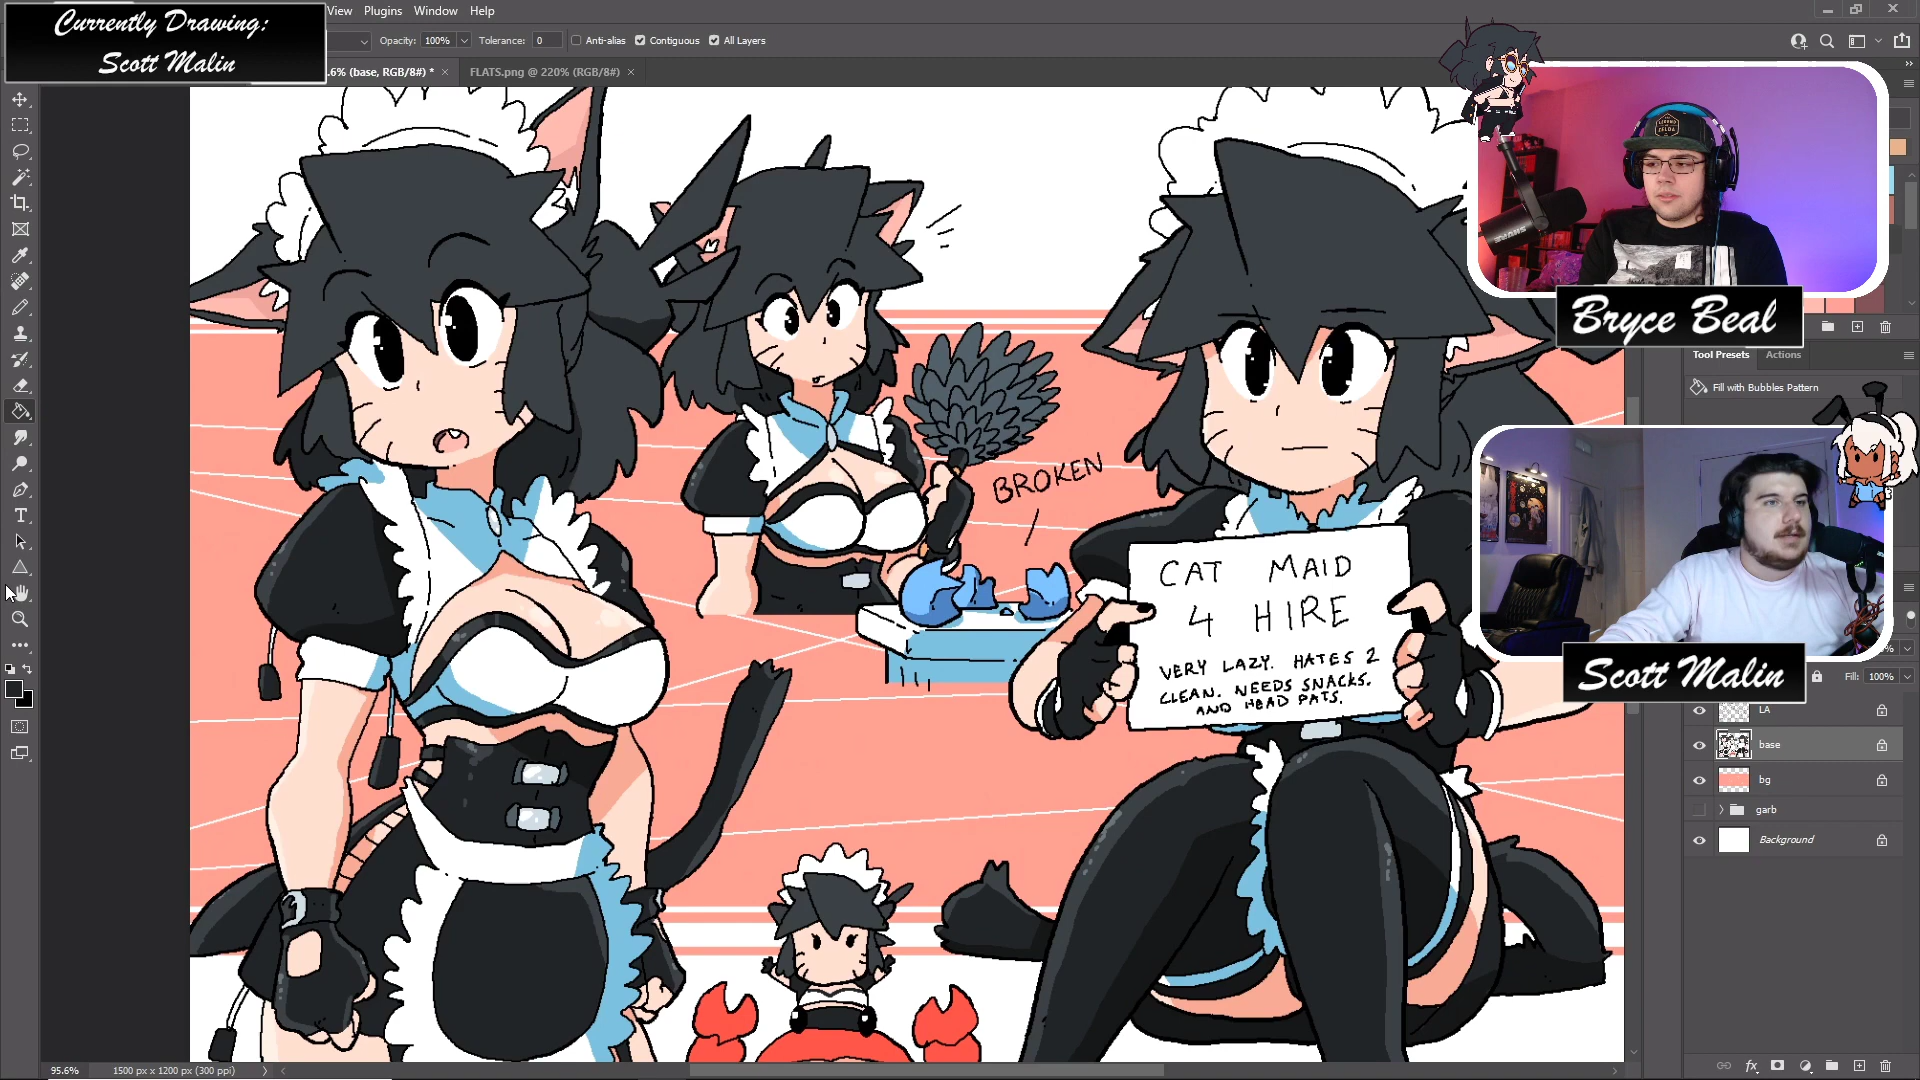 Currently Drawing:
Scott Malin
View Plugins Window Help
Opacity: 100% Tolerance: 0 Anti-alias Contiguous All Layers
.6% (base, RGB/8#) * × FLATS.png @ 220% (RGB/8#) ×
Bryce Beal
Tool Presets Actions
Fill with Bubbles Pattern
BROKEN
CAT MAID
4 HIRE
VERY LAZY. HATES 2
CLEAN. NEEDS SNACKS.
AND HEAD PATS.
Scott Malin
Fill: 100%
LA
base
bg
garb
Background
95.6% 1500 px x 1200 px (300 ppi)